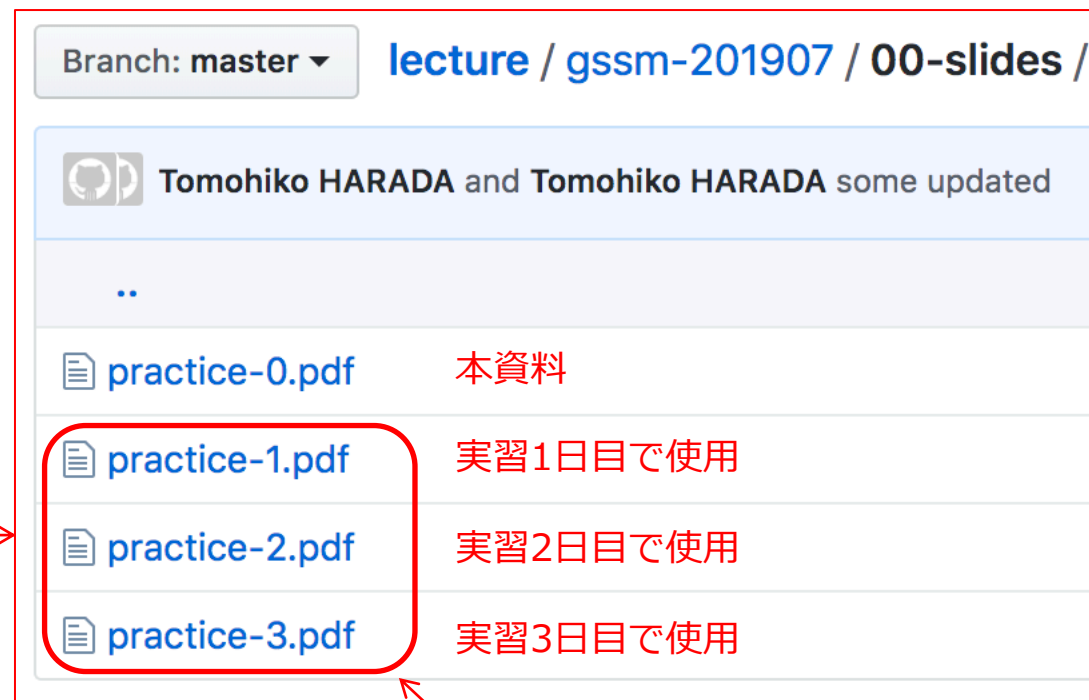 Branch: master lecture / gssm-201907 / 00-slides /
Tomohiko HARADA and Tomohiko HARADA some updated
..
practice-0.pdf 本資料
practice-1.pdf 実習1日目で使用
practice-2.pdf 実習2日目で使用
practice-3.pdf 実習3日目で使用